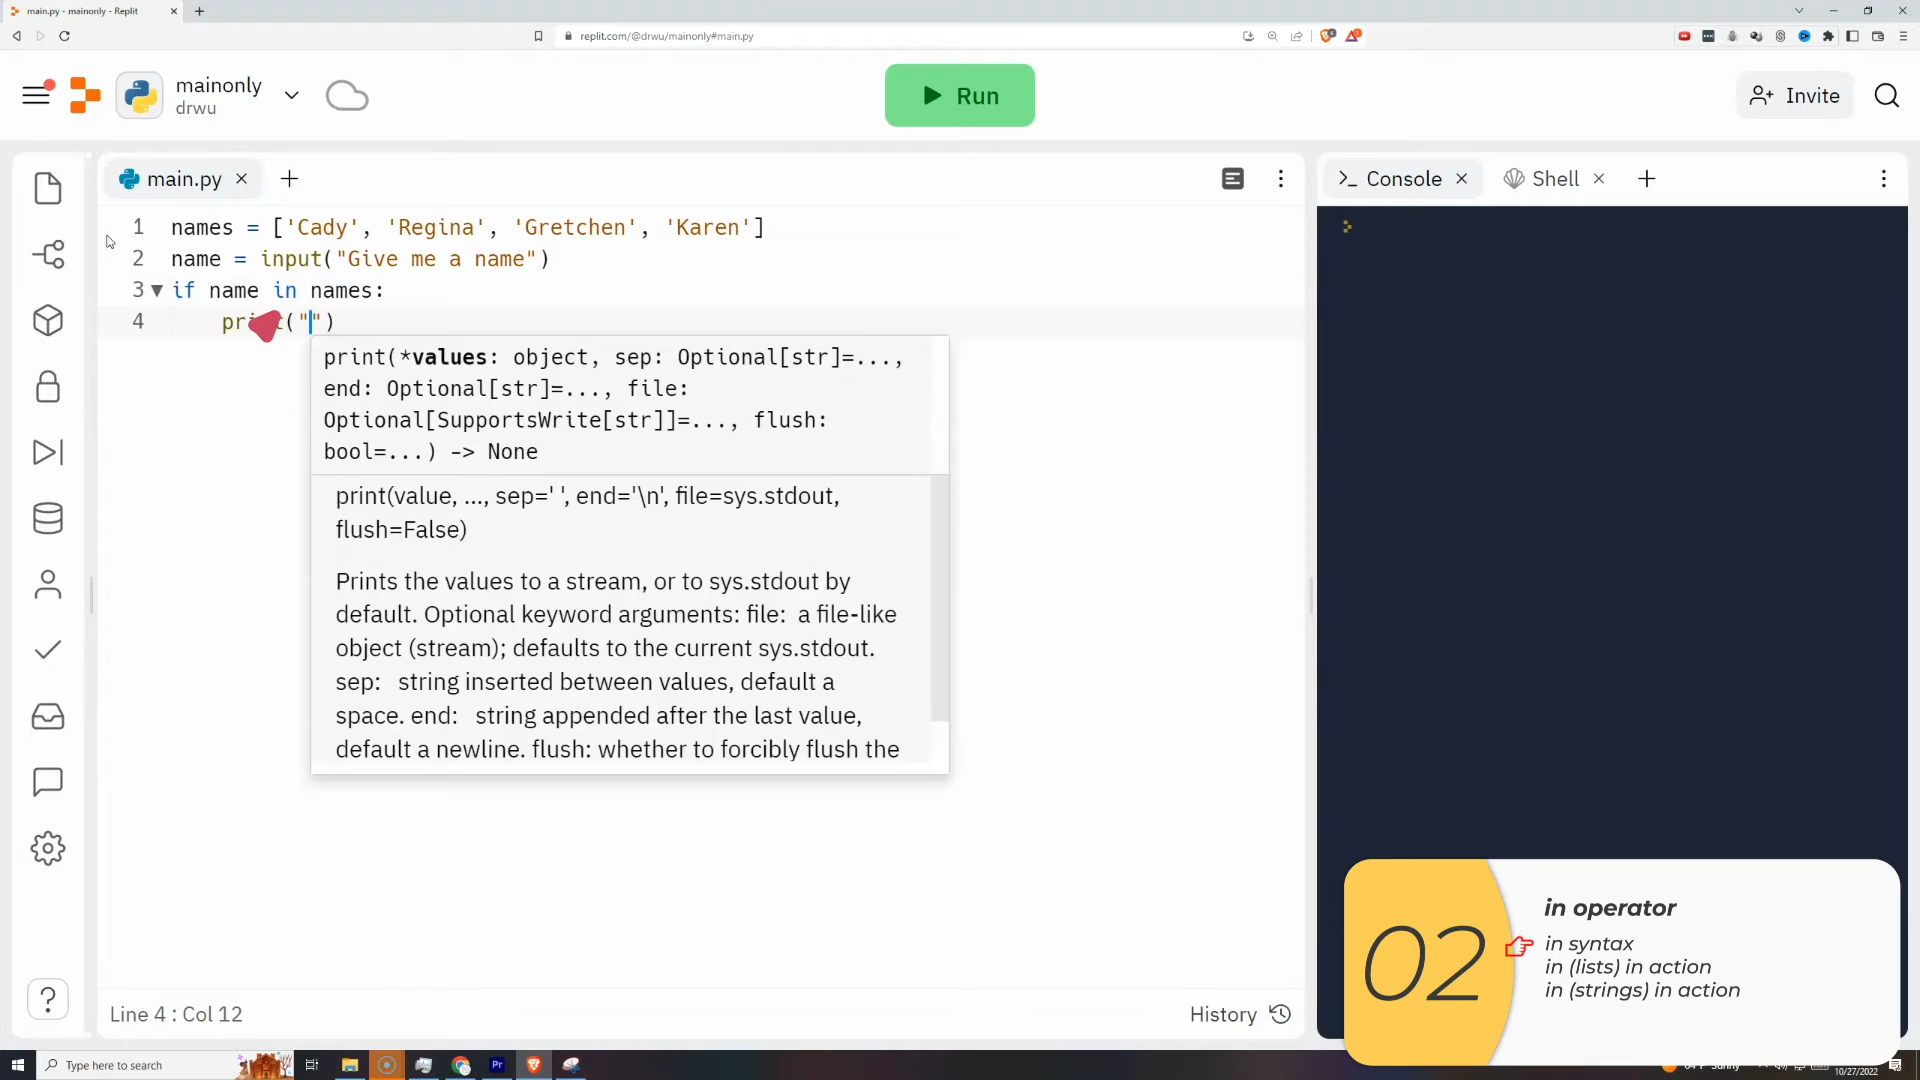 main.py - mainonly - Replit
replit.com/@drwu/mainonly#main.py
mainonly
drwu
Run
Invite
main.py
Console
Shell
1 names = ['Cady', 'Regina', 'Gretchen', 'Karen']
2 name = input("Give me a name")
3 if name in names:
4 print("")
print(*values: object, sep: Optional[str]=...,
end: Optional[str]=..., file:
Optional[SupportsWrite[str]]=..., flush:
bool=...) -> None
print(value, ..., sep=' ', end='\n', file=sys.stdout,
flush=False)
Prints the values to a stream, or to sys.stdout by
default. Optional keyword arguments: file: a file-like
object (stream); defaults to the current sys.stdout.
sep: string inserted between values, default a
space. end: string appended after the last value,
default a newline. flush: whether to forcibly flush the
02
in operator
in syntax
in (lists) in action
in (strings) in action
?
Line 4 : Col 12
History
Type here to search
Pr
10/27/2022